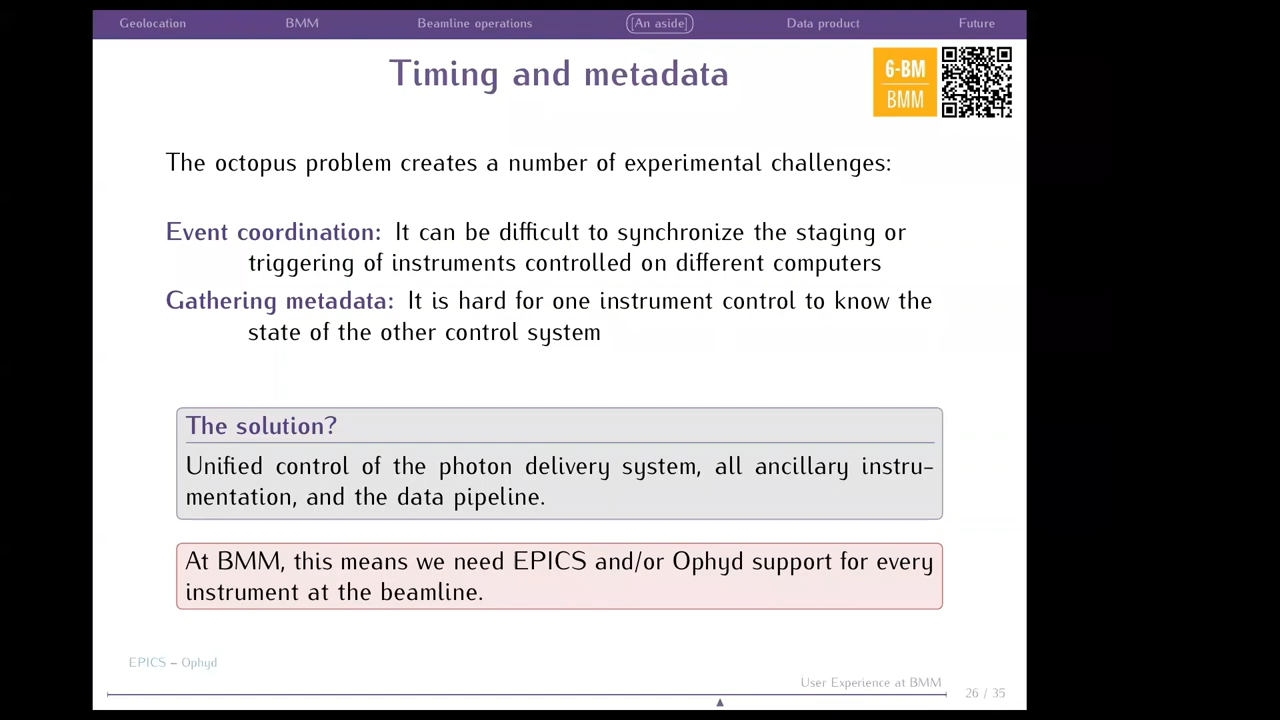 Geolocation BMM Beamline operations [An aside] Data product Future
Timing and metadata
6-BM
BMM
The octopus problem creates a number of experimental challenges:
Event coordination: It can be difficult to synchronize the staging or
triggering of instruments controlled on different computers
Gathering metadata: It is hard for one instrument control to know the
state of the other control system
The solution?
Unified control of the photon delivery system, all ancillary instru-
mentation, and the data pipeline.
At BMM, this means we need EPICS and/or Ophyd support for every
instrument at the beamline.
EPICS – Ophyd
User Experience at BMM
26 / 35